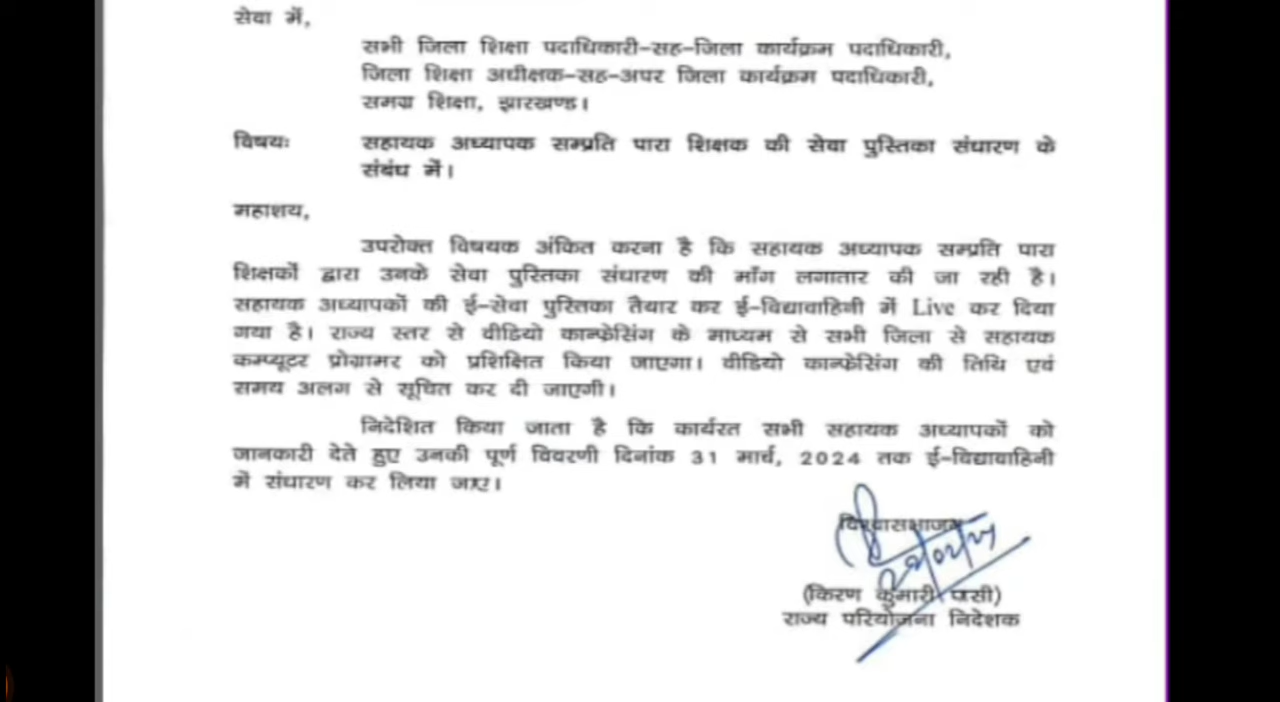 सेवा में,
सभी जिला शिक्षा पदाधिकारी-सह-जिला कार्यक्रम पदाधिकारी,
जिला शिक्षा अधीक्षक-सह-अपर जिला कार्यक्रम पदाधिकारी,
समग्र शिक्षा, झारखण्ड।
विषयः सहायक अध्यापक सम्प्रति पारा शिक्षक की सेवा पुस्तिका संधारण के
संबंध में।
महाशय,
उपरोक्त विषयक अंकित करना है कि सहायक अध्यापक सम्प्रति पारा
शिक्षकों द्वारा उनके सेवा पुस्तिका संधारण की माँग लगातार की जा रही है।
सहायक अध्यापकों की ई-सेवा पुस्तिका तैयार कर ई-विद्यावाहिनी में Live कर दिया
गया है। राज्य स्तर से वीडियो कान्फ्रेसिंग के माध्यम से सभी जिला से सहायक
कम्प्यूटर प्रोग्रामर को प्रशिक्षित किया जाएगा। वीडियो कान्फ्रेसिंग की तिथि एवं
समय अलग से सूचित कर दी जाएगी।
निदेशित किया जाता है कि कार्यरत सभी सहायक अध्यापकों को
जानकारी देते हुए उनकी पूर्ण विवरणी दिनांक 31 मार्च, 2024 तक ई-विद्यावाहिनी
में संधारण कर लिया जाए।
विश्वासभाजन
(किरण कुमारी पासी)
राज्य परियोजना निदेशक